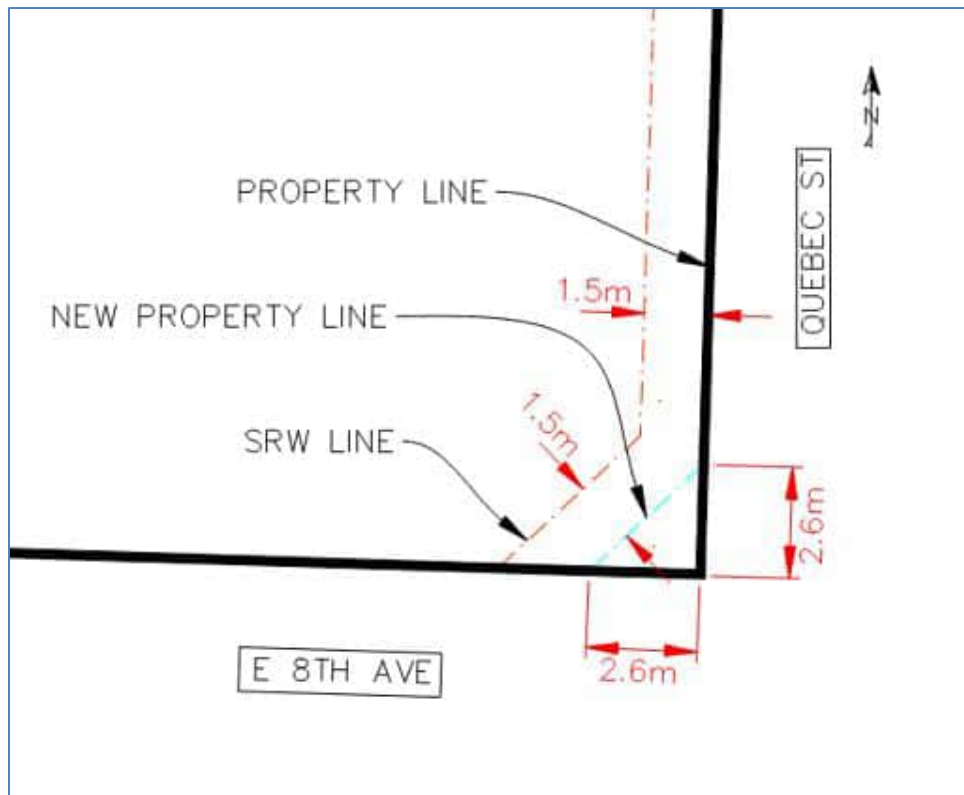 N
PROPERTY LINE
QUEBEC ST
1.5m
NEW PROPERTY LINE
1.5m
SRW LINE
2.6m
E 8TH AVE
2.6m